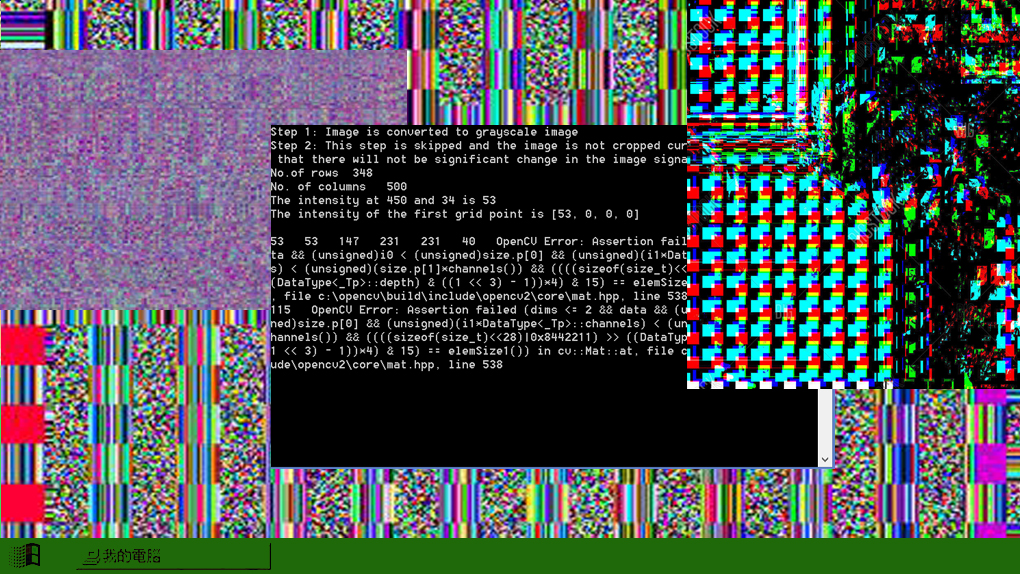 Step 1: Image is converted to grayscale image
Step 2: This step is skipped and the image is not cropped cur
that there will not be significant change in the image signa
No.of rows 348
No. of columns 500
The intensity at 450 and 34 is 53
The intensity of the first grid point is [53, 0, 0, 0]
53 53 147 231 231 40 OpenCV Error: Assertion fail
ta && (unsigned)i0 < (unsigned)size.p[0] && (unsigned)(i1*Dat
s) < (unsigned)(size.p[1]*channels()) && ((((sizeof(size_t)<<
(DataType<_Tp>::depth) & ((1 << 3) - 1))*4) & 15) == elemSize
, file c:\opencv\build\include\opencv2\core\mat.hpp, line 538
115 OpenCV Error: Assertion failed (dims <= 2 && data && (u
ned)size.p[0] && (unsigned)(i1*DataType<_Tp>::channels) < (un
hannels()) && ((((sizeof(size_t)<<28)|0x8442211) >> ((DataTyp
1 << 3) - 1))*4) & 15) == elemSize1()) in cv::Mat::at, file c
ude\opencv2\core\mat.hpp, line 538
我的電腦